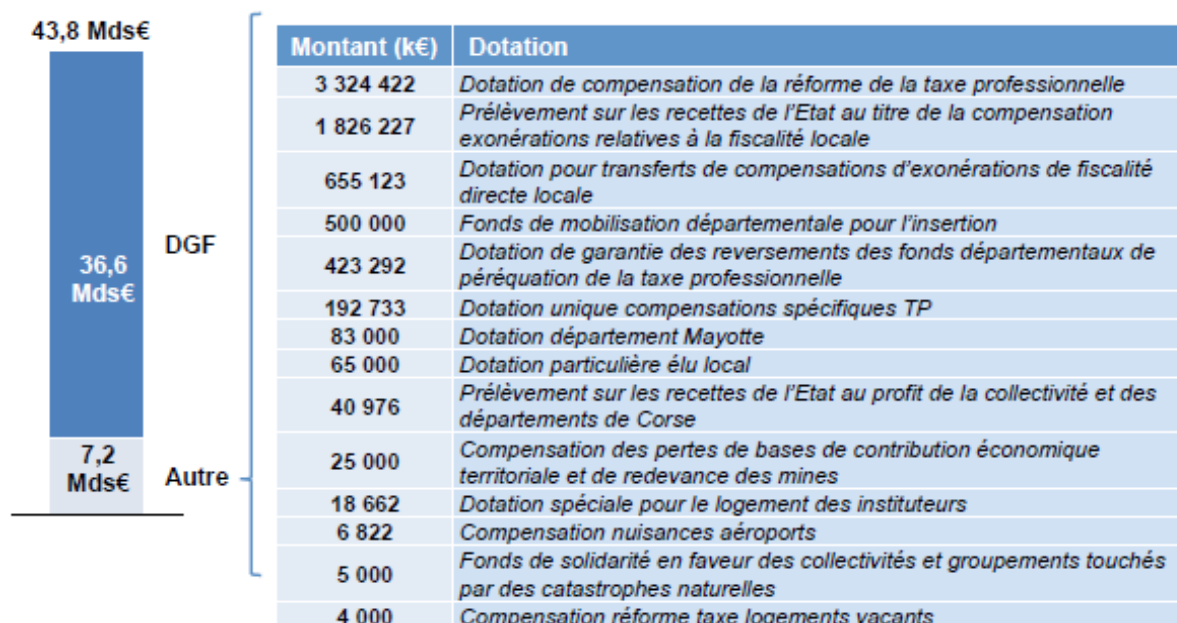 43,8 Mds€
36,6
Mds€
7,2
Mds€
DGF
Autre
Montant (k€) Dotation
3 324 422 Dotation de compensation de la réforme de la taxe professionnelle
1 826 227 Prélèvement sur les recettes de l'Etat au titre de la compensation
exonérations relatives à la fiscalité locale
655 123 Dotation pour transferts de compensations d'exonérations de fiscalité
directe locale
500 000 Fonds de mobilisation départementale pour l'insertion
423 292 Dotation de garantie des reversements des fonds départementaux de
péréquation de la taxe professionnelle
192 733 Dotation unique compensations spécifiques TP
83 000 Dotation département Mayotte
65 000 Dotation particulière élu local
40 976 Prélèvement sur les recettes de l'Etat au profit de la collectivité et des
départements de Corse
25 000 Compensation des pertes de bases de contribution économique
territoriale et de redevance des mines
18 662 Dotation spéciale pour le logement des instituteurs
6 822 Compensation nuisances aéroports
5 000 Fonds de solidarité en faveur des collectivités et groupements touchés
par des catastrophes naturelles
4 000 Compensation réforme taxe logements vacants